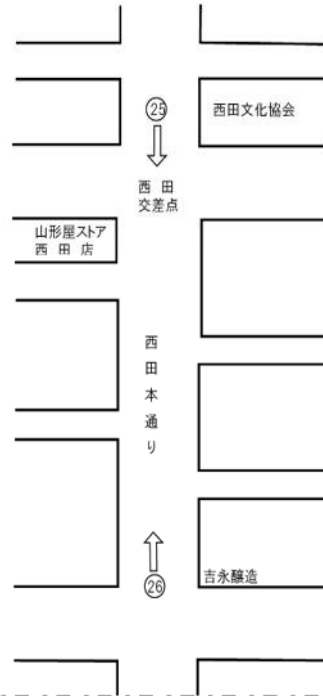 ㉕
西田文化協会
西 田
交差点
山形屋ストア
西 田 店
西田本通り
吉永醸造
㉖